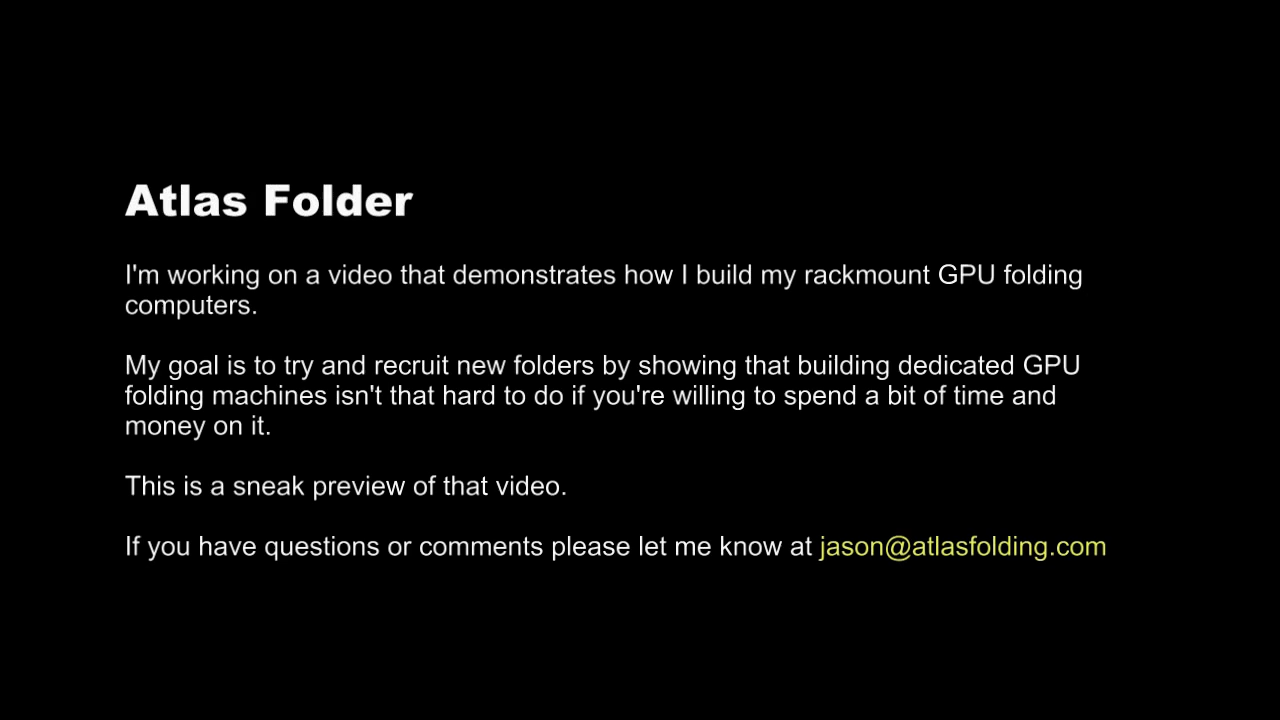 Atlas Folder
I'm working on a video that demonstrates how I build my rackmount GPU folding
computers.
My goal is to try and recruit new folders by showing that building dedicated GPU
folding machines isn't that hard to do if you're willing to spend a bit of time and
money on it.
This is a sneak preview of that video.
If you have questions or comments please let me know at jason@atlasfolding.com